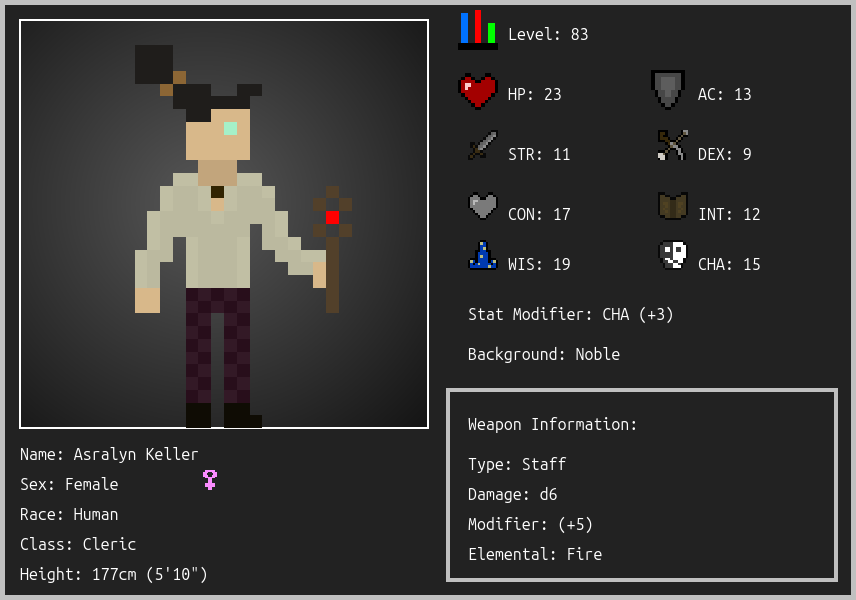 Level: 83
HP: 23
AC: 13
STR: 11
DEX: 9
CON: 17
INT: 12
WIS: 19
CHA: 15
Stat Modifier: CHA (+3)
Background: Noble
Weapon Information:
Type: Staff
Damage: d6
Modifier: (+5)
Elemental: Fire
Name: Asralyn Keller
Sex: Female
Race: Human
Class: Cleric
Height: 177cm (5'10")